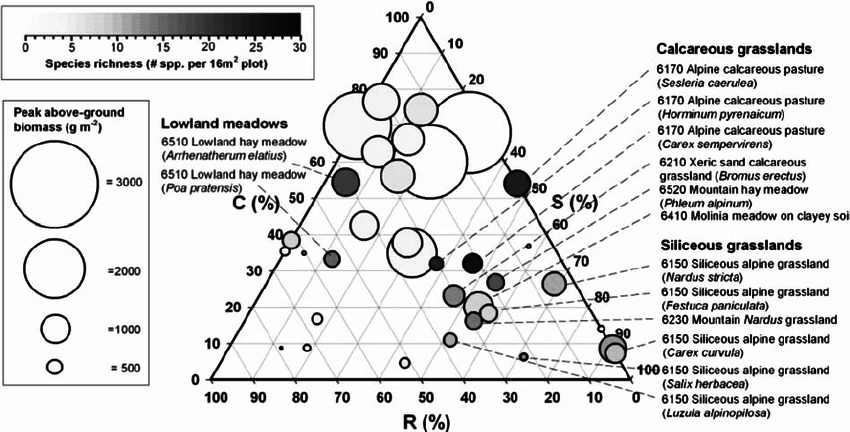 0 5 10 15 20 25 30
Species richness (# spp. per 16m² plot)
Peak above-ground
biomass (g m⁻²)
= 3000
=2000
=1000
= 500
Lowland meadows
6510 Lowland hay meadow
(Arrhenatherum elatius)
6510 Lowland hay meadow
(Poa pratensis)
C (%)
100
90
80
60
50
40
30
20
10
0
0
10
20
40
50
60
70
80
90
100
S (%)
100 90 80 70 60 50 40 30 20 10 0
R (%)
Calcareous grasslands
6170 Alpine calcareous pasture
(Sesleria caerulea)
6170 Alpine calcareous pasture
(Horminum pyrenaicum)
6170 Alpine calcareous pasture
(Carex sempervirens)
6210 Xeric sand calcareous
grassland (Bromus erectus)
6520 Mountain hay meadow
(Phleum alpinum)
6410 Molinia meadow on clayey soi
Siliceous grasslands
6150 Siliceous alpine grassland
(Nardus stricta)
6150 Siliceous alpine grassland
(Festuca paniculata)
6230 Mountain Nardus grassland
6150 Siliceous alpine grassland
(Carex curvula)
6150 Siliceous alpine grassland
(Salix herbacea)
6150 Siliceous alpine grassland
(Luzula alpinopilosa)